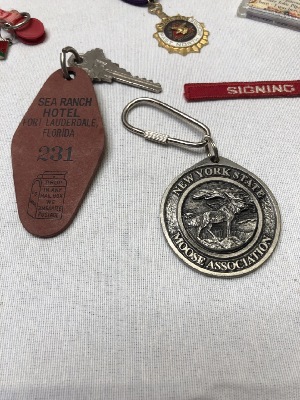 SEA RANCH
HOTEL
FORT LAUDERDALE,
FLORIDA
231
SIGNING
NEW YORK STATE
MOOSE ASSOCIATION